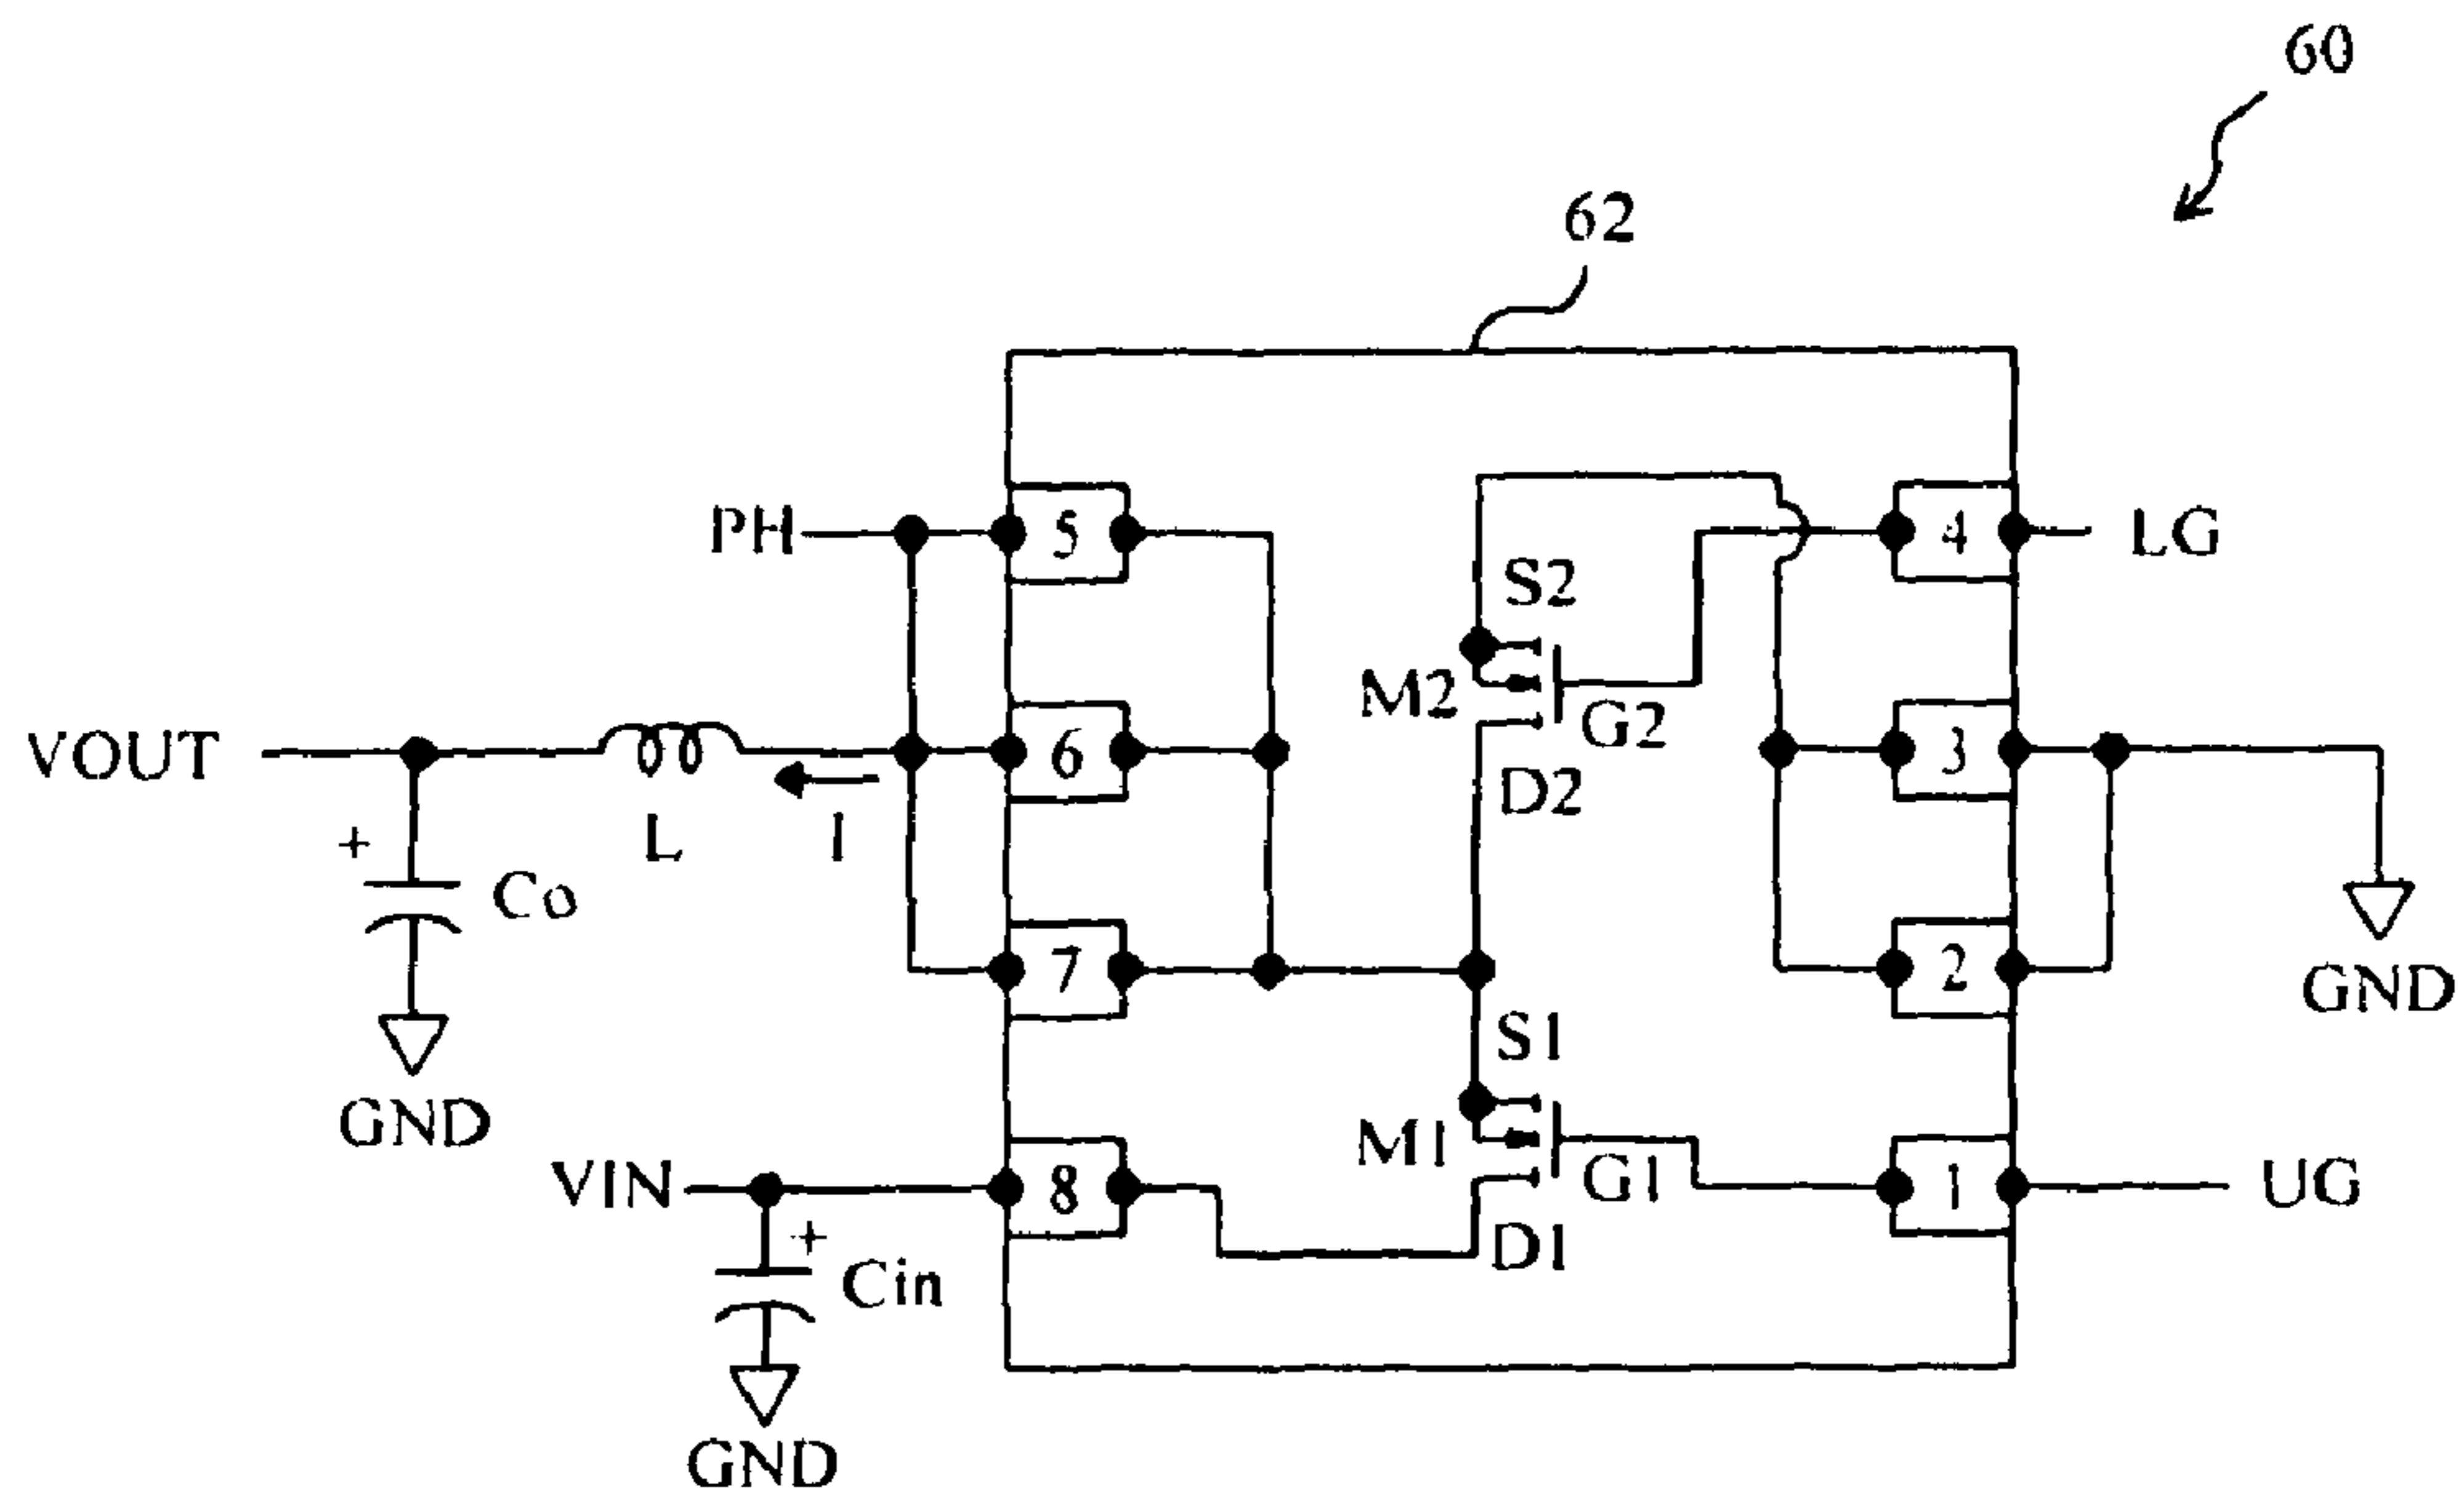 60
62
PH
5
4
LG
S2
M2
G2
VOUT
6
3
D2
+
L
I
Co
7
2
GND
S1
GND
M1
G1
VIN
8
1
UG
+
Cin
D1
GND